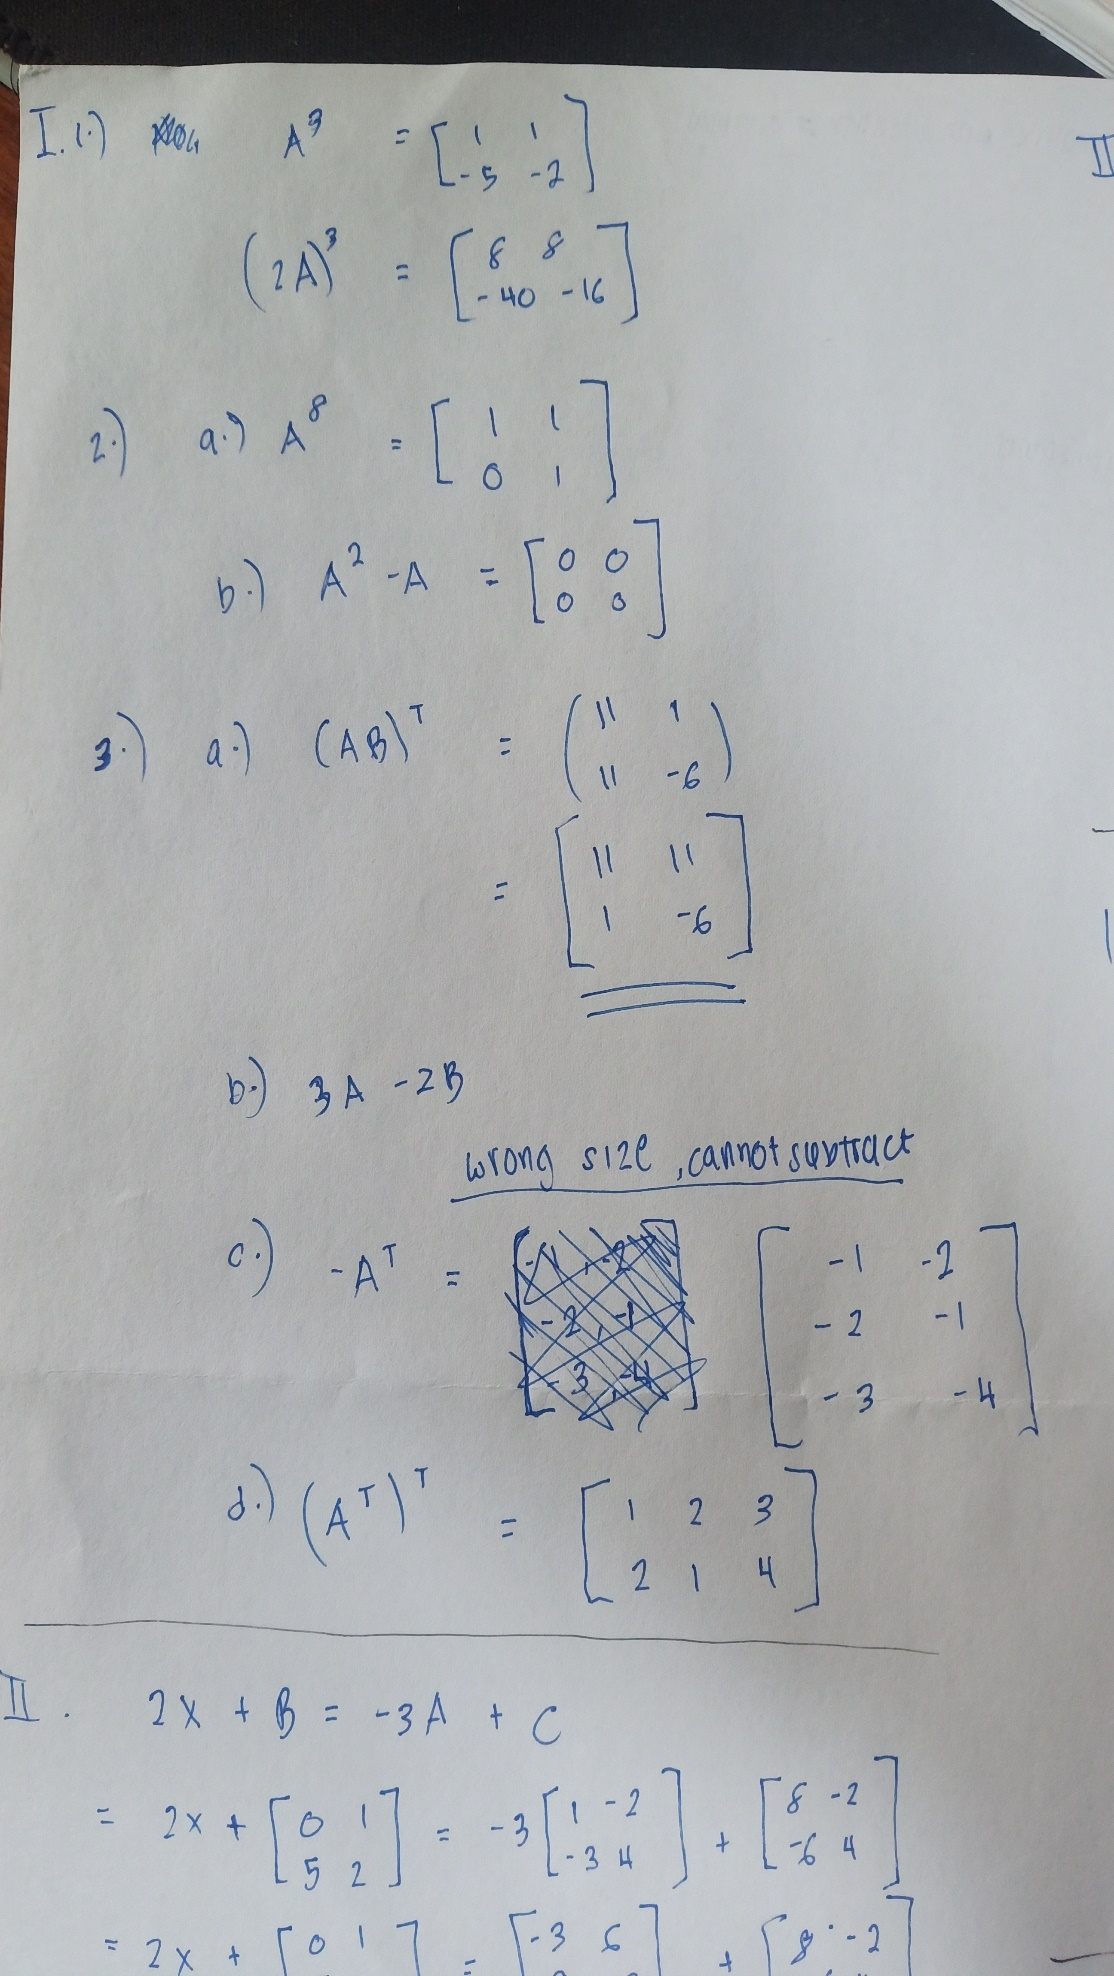 I. 1.) A³ = [ 1 1
-5 -2 ]
(2A)³ = [ 8 8
-40 -16 ]
2.) a.) A⁸ = [ 1 1
0 1 ]
b.) A² -A = [ 0 0
0 0 ]
3.) a.) (AB)ᵀ = ( 11 1
11 -6 )
= [ 11 11
1 -6 ]
b.) 3A -2B
wrong size, cannot subtract
c.) -Aᵀ = [ -1 -2
-2 -1
-3 -4 ]
d.) (Aᵀ)ᵀ = [ 1 2 3
2 1 4 ]
II. 2x + B = -3A + C
= 2x + [ 0 1
5 2 ] = -3 [ 1 -2
-3 4 ] + [ 8 -2
-6 4 ]
= 2x + [ 0 1 ] = [ -3 6 ] + [ 8 -2 ]
II